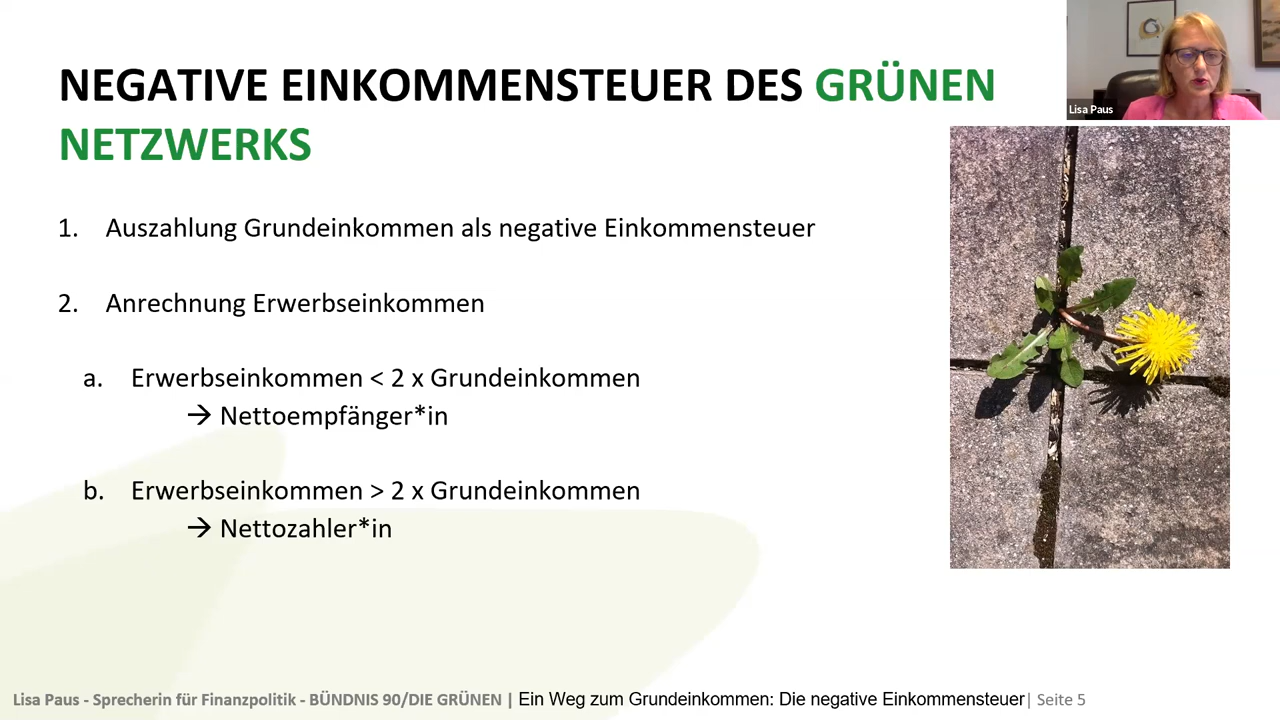 NEGATIVE EINKOMMENSTEUER DES GRÜNEN
NETZWERKS
Lisa Paus
1. Auszahlung Grundeinkommen als negative Einkommensteuer
2. Anrechnung Erwerbseinkommen
a. Erwerbseinkommen < 2 x Grundeinkommen
→ Nettoempfänger*in
b. Erwerbseinkommen > 2 x Grundeinkommen
→ Nettozahler*in
Lisa Paus - Sprecherin für Finanzpolitik - BÜNDNIS 90/DIE GRÜNEN | Ein Weg zum Grundeinkommen: Die negative Einkommensteuer| Seite 5